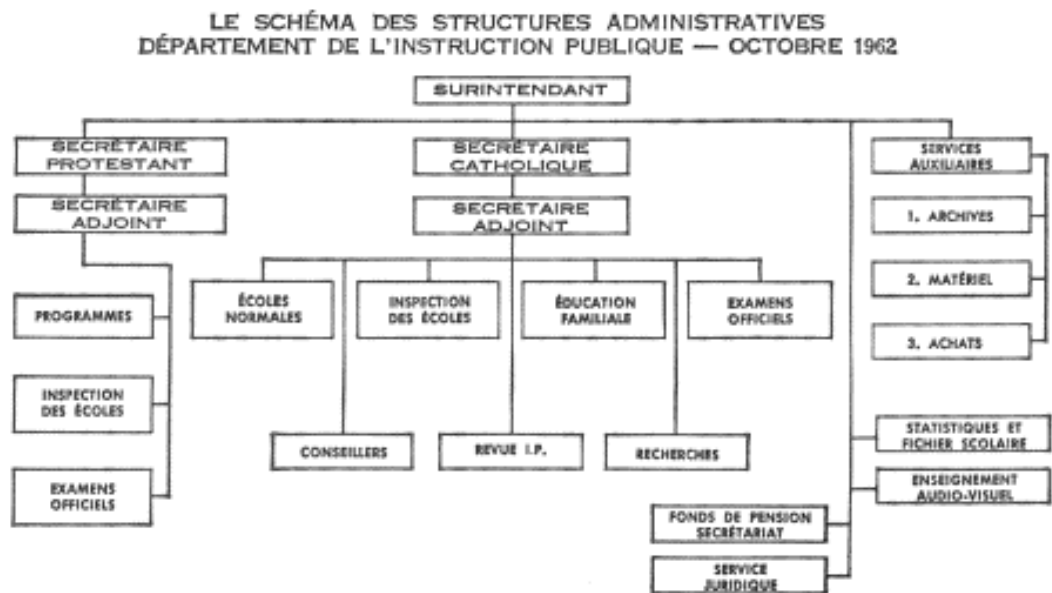 LE SCHÉMA DES STRUCTURES ADMINISTRATIVES
DÉPARTEMENT DE L'INSTRUCTION PUBLIQUE — OCTOBRE 1962
SURINTENDANT
SECRÉTAIRE
PROTESTANT
SECRÉTAIRE
CATHOLIQUE
SERVICES
AUXILIAIRES
SECRÉTAIRE
ADJOINT
SECRÉTAIRE
ADJOINT
1. ARCHIVES
2. MATÉRIEL
3. ACHATS
PROGRAMMES
INSPECTION
DES ÉCOLES
EXAMENS
OFFICIELS
ÉCOLES
NORMALES
INSPECTION
DES ÉCOLES
ÉDUCATION
FAMILIALE
EXAMENS
OFFICIELS
CONSEILLERS
REVUE I.P.
RECHERCHES
STATISTIQUES ET
FICHIER SCOLAIRE
ENSEIGNEMENT
AUDIO-VISUEL
FONDS DE PENSION
SECRÉTARIAT
SERVICE
JURIDIQUE